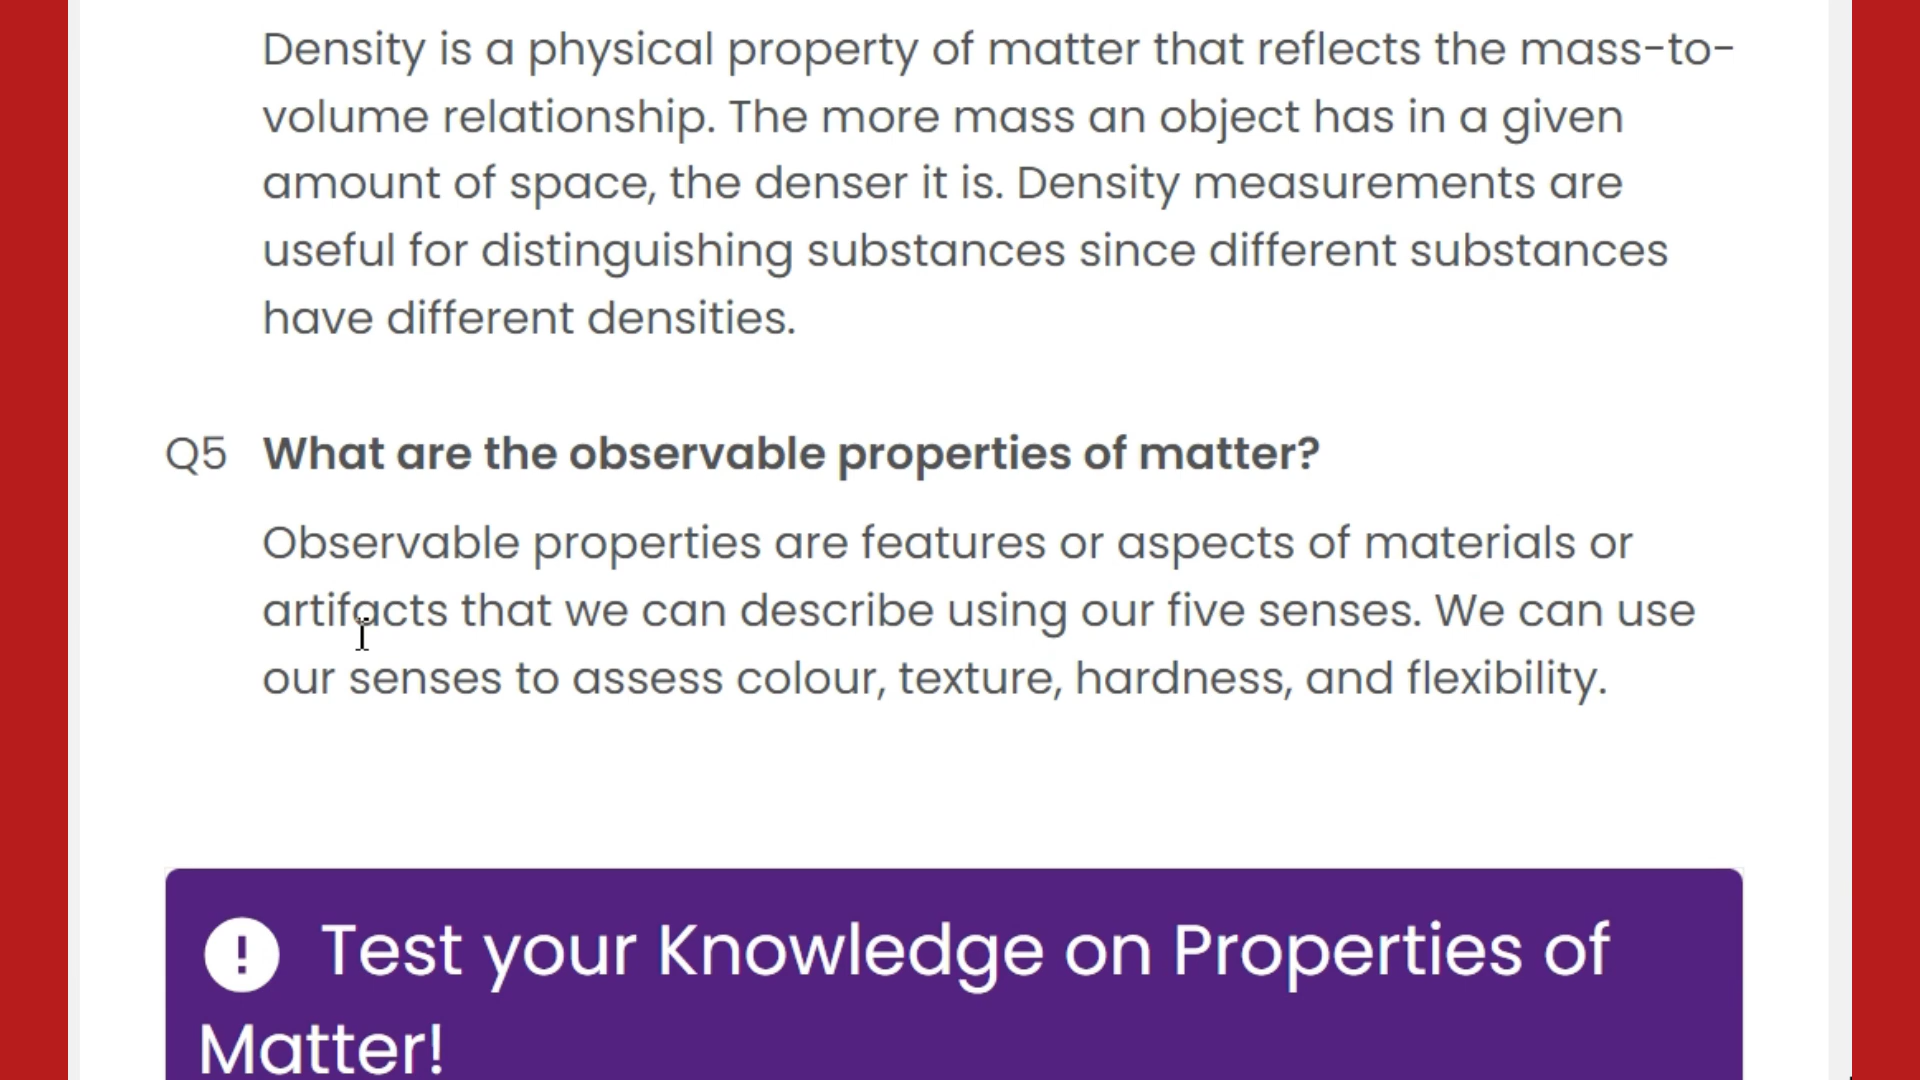 Density is a physical property of matter that reflects the mass-to-
volume relationship. The more mass an object has in a given
amount of space, the denser it is. Density measurements are
useful for distinguishing substances since different substances
have different densities.
Q5 What are the observable properties of matter?
Observable properties are features or aspects of materials or
artifacts that we can describe using our five senses. We can use
our senses to assess colour, texture, hardness, and flexibility.
! Test your Knowledge on Properties of
Matter!